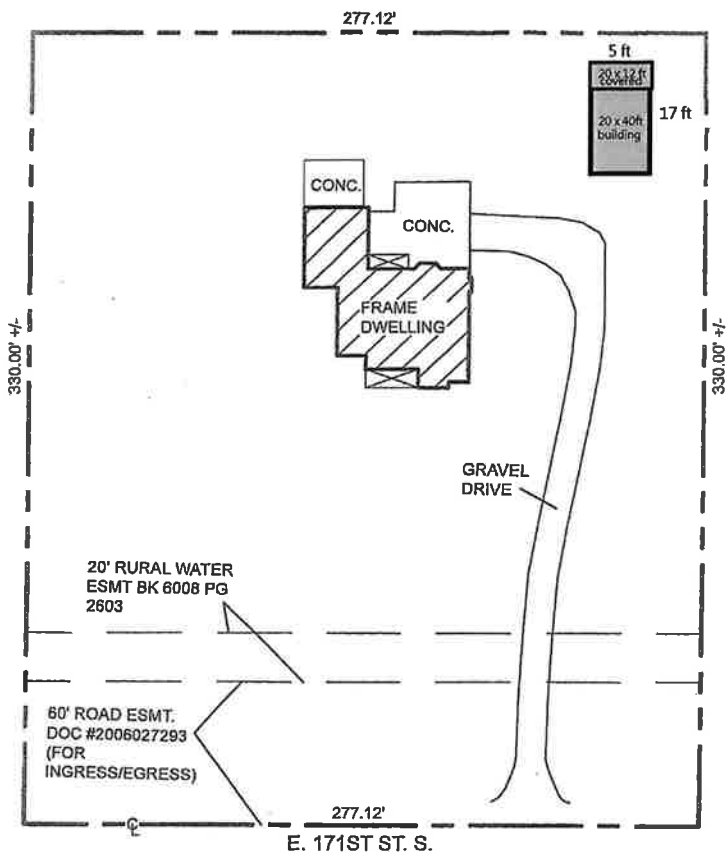 277.12'
5 ft
20 x 12 ft
covered
17 ft
20 x 40ft
building
CONC.
CONC.
FRAME
DWELLING
330.00' +/-
330.00' +/-
GRAVEL
DRIVE
20' RURAL WATER
ESMT BK 6008 PG
2603
60' ROAD ESMT.
DOC #2006027293
(FOR
INGRESS/EGRESS)
277.12'
E. 171ST ST. S.